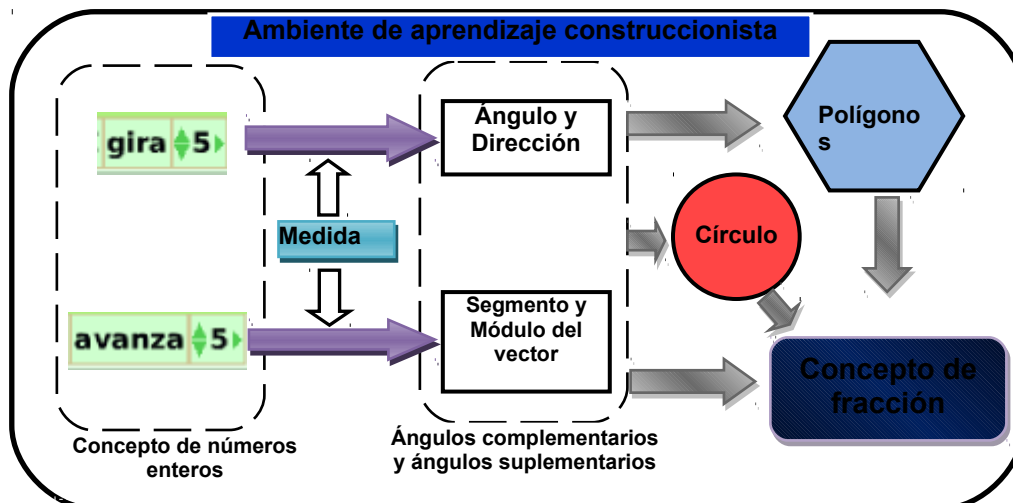 Ambiente de aprendizaje construccionista
gira 5
Ángulo y
Dirección
Polígono
s
Medida
Círculo
avanza 5
Segmento y
Módulo del
vector
Concepto de
fracción
Concepto de números
enteros
Ángulos complementarios
y ángulos suplementarios